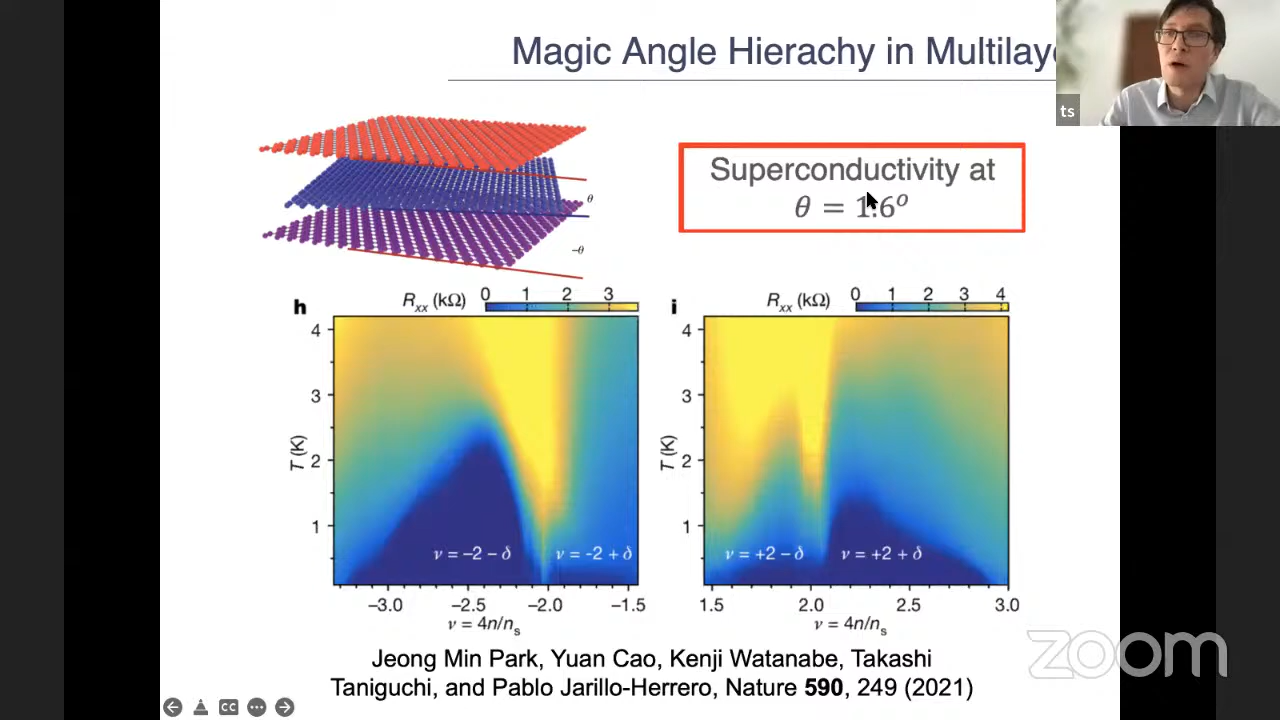 Magic Angle Hierachy in Multilay
ts
θ
−θ
Superconductivity at
θ = 1.6°
h
R_xx (kΩ)
0 1 2 3
i
R_xx (kΩ)
0 1 2 3 4
4
3
2
1
T (K)
ν = −2 − δ
ν = −2 + δ
−3.0 −2.5 −2.0 −1.5
ν = 4n/n_s
4
3
2
1
T (K)
ν = +2 − δ
ν = +2 + δ
1.5 2.0 2.5 3.0
ν = 4n/n_s
Jeong Min Park, Yuan Cao, Kenji Watanabe, Takashi
Taniguchi, and Pablo Jarillo-Herrero, Nature 590, 249 (2021)
CC
zoom